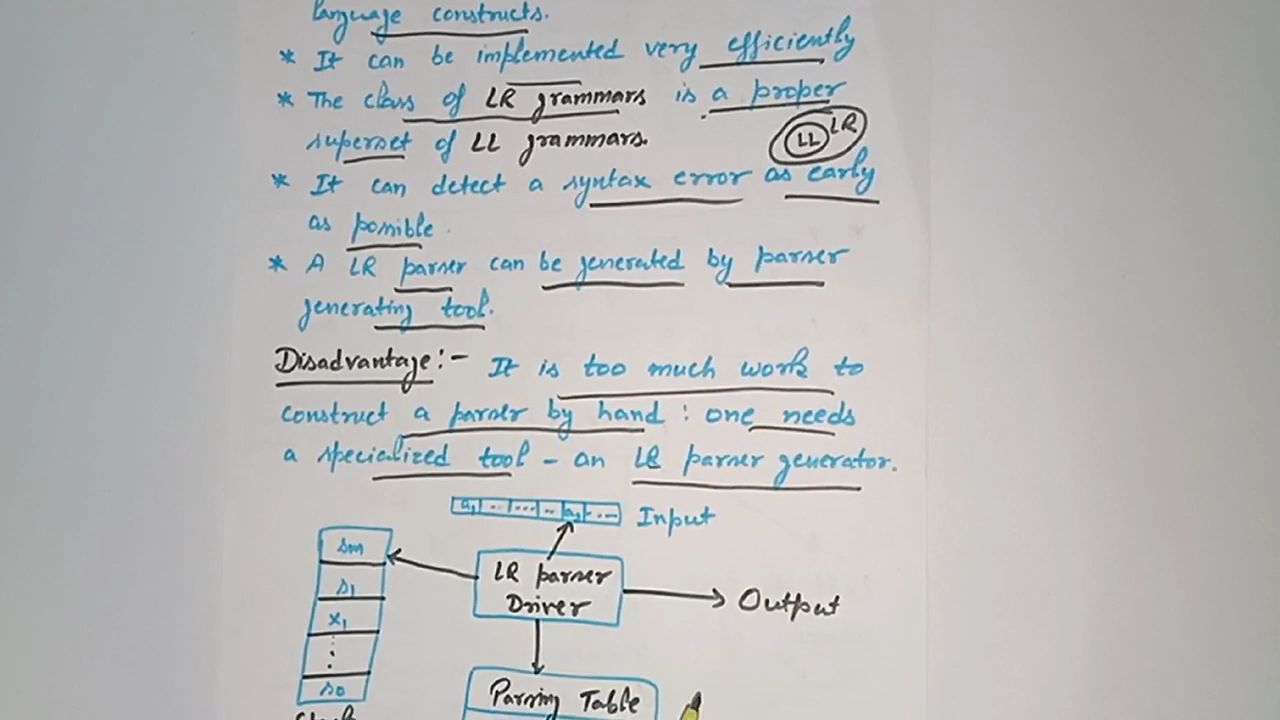 language constructs.
* It can be implemented very efficiently
* The class of LR grammars is a proper
superset of LL grammars.
LL LR
* It can detect a syntax error as early
as possible.
* A LR parser can be generated by parser
generating tool.
Disadvantage:- It is too much work to
construct a parser by hand : one needs
a specialized tool - an LR parser generator.
a1 .. ... .. ai ... Input
sm
LR parser
Driver
s1
Output
x1
:
s0
Parsing Table
Stack